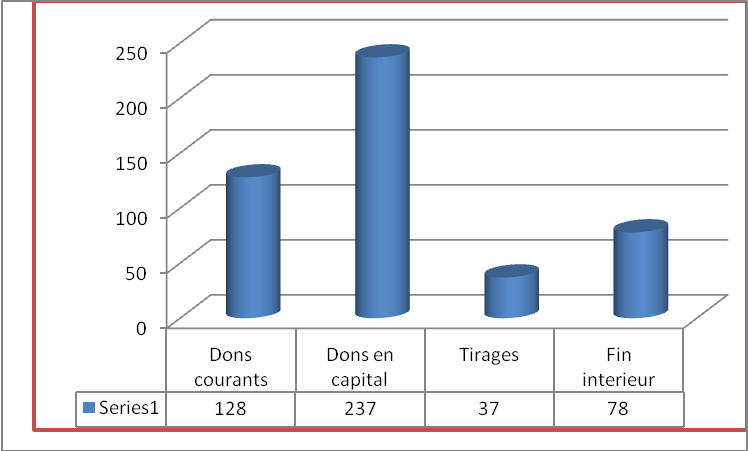 250
200
150
100
50
0
Dons courants
Dons en capital
Tirages
Fin interieur
Series1 128 237 37 78